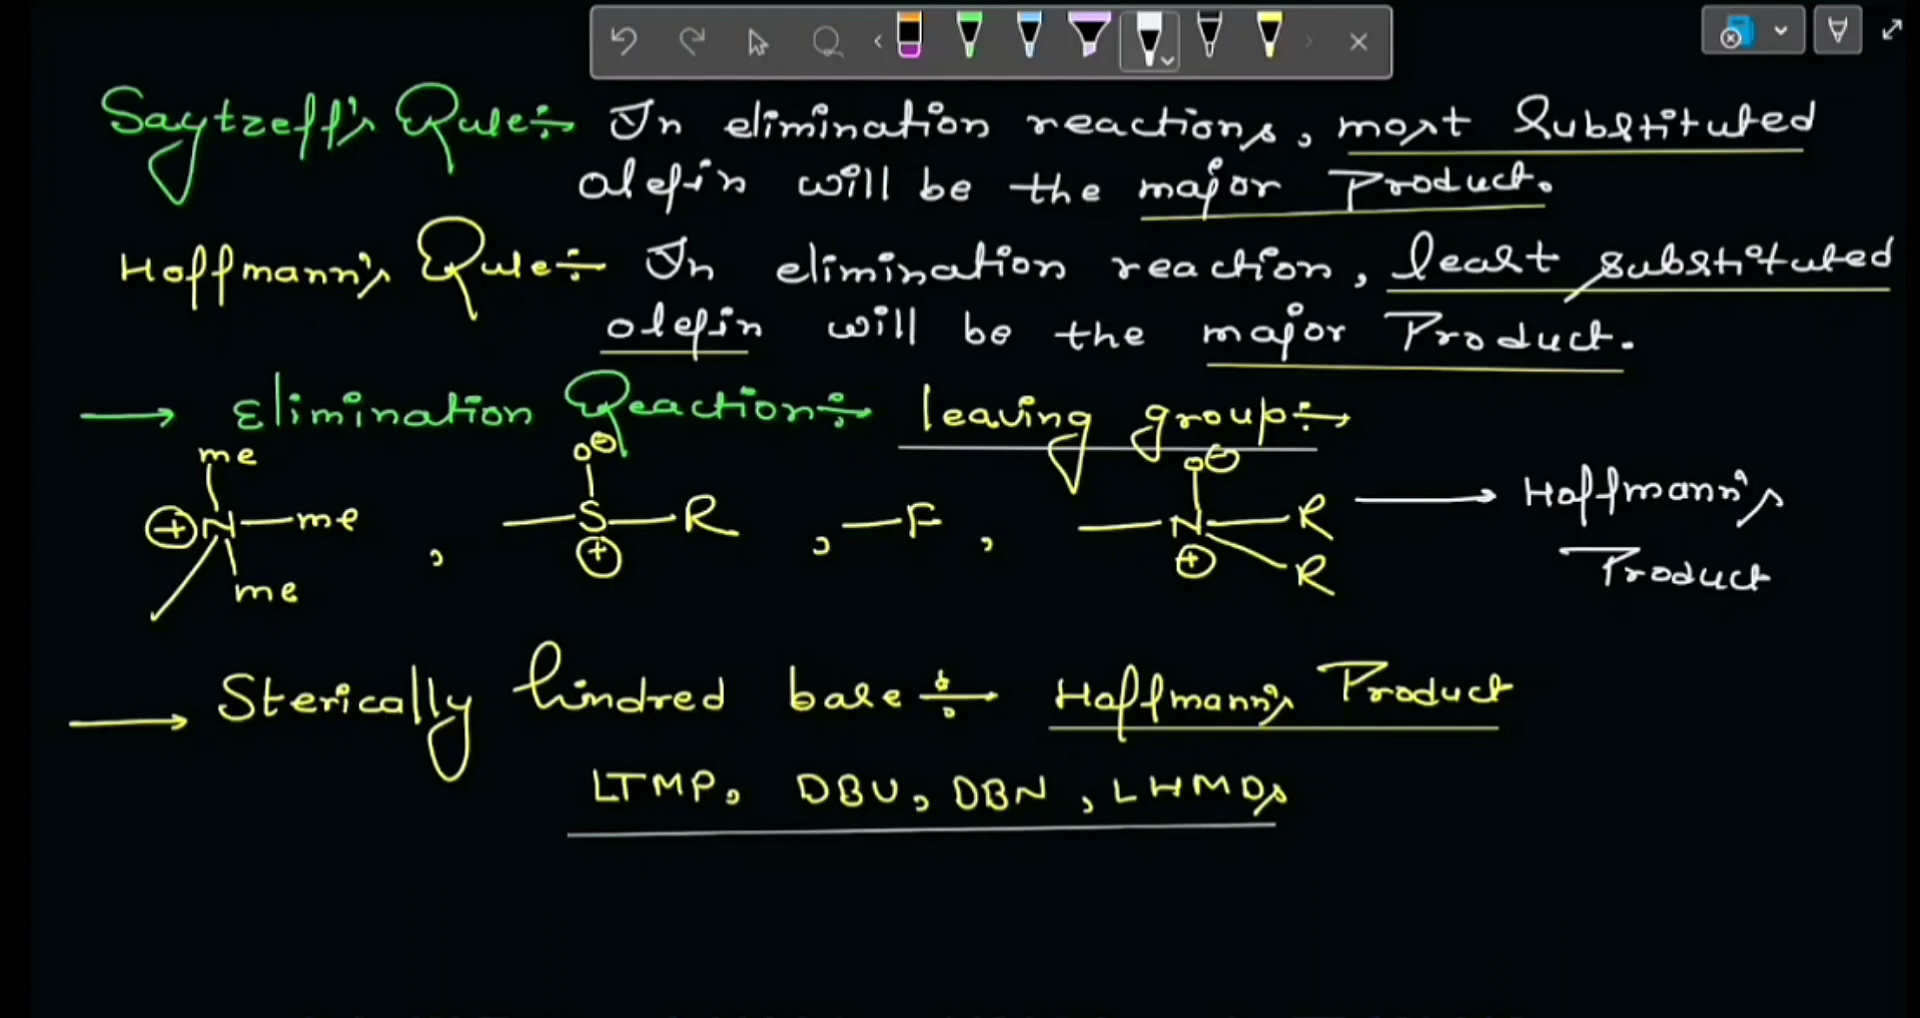 Saytzeff's Rule:- In elimination reactions, most substituted
olefin will be the major Product.
Hoffmann's Rule:- In elimination reaction, least substituted
olefin will be the major Product.
→ Elimination Reaction:- leaving group:-
me
⊕N—me
me
,
O⊖
—S—R
⊕
, —F ,
O⊖
—N—R
⊕ R
→ Hoffmann's
Product
→ Sterically hindred base:- Hoffmann's Product
LTMP, DBU, DBN, LHMDs